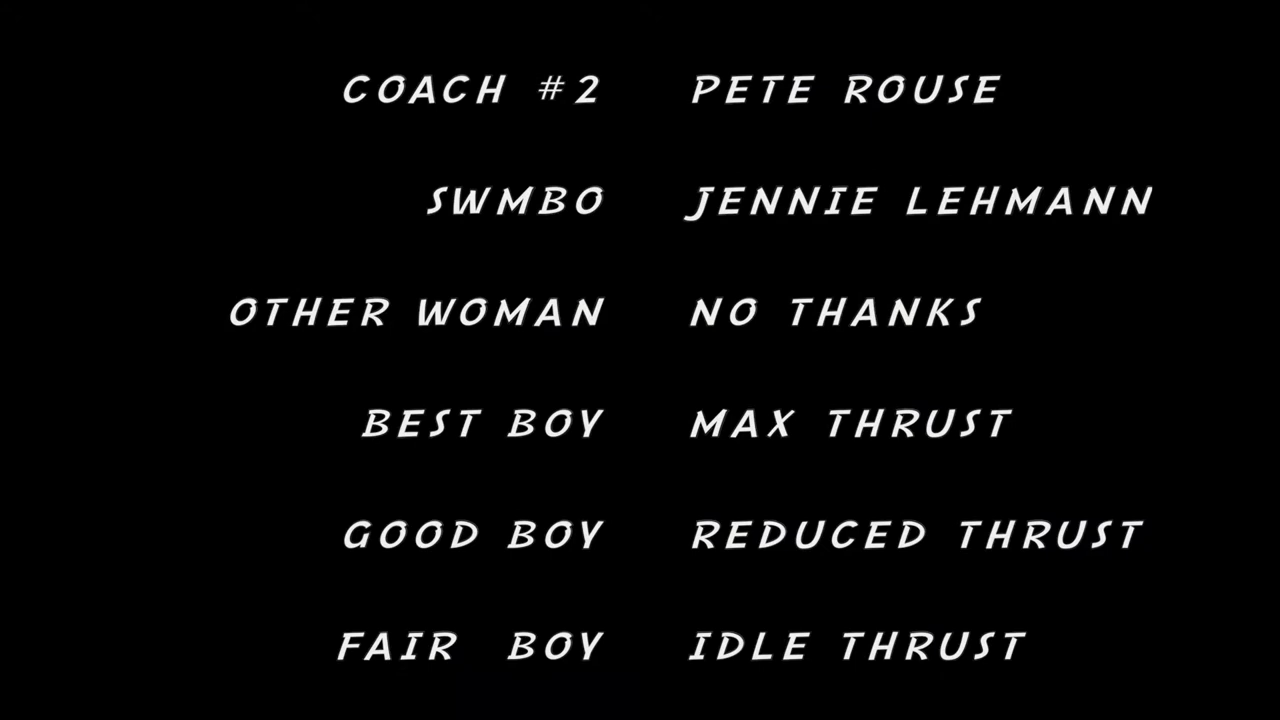 COACH #2 PETE ROUSE
SWMBO JENNIE LEHMANN
OTHER WOMAN NO THANKS
BEST BOY MAX THRUST
GOOD BOY REDUCED THRUST
FAIR BOY IDLE THRUST